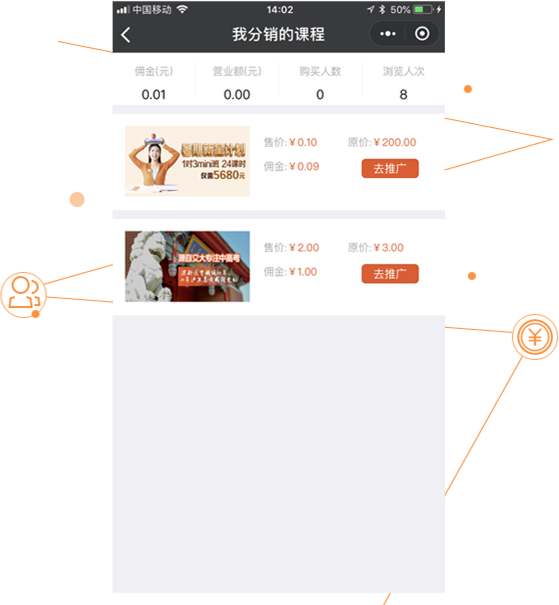 中国移动 14:02 50%
我分销的课程
佣金(元) 营业额(元) 购买人数 浏览人次
0.01 0.00 0 8
暑期新星计划
1对3mini班 24课时
仅需5680元
售价:￥0.10 原价:￥200.00
佣金:￥0.09 去推广
源自交大专注中高考
售价:￥2.00 原价:￥3.00
佣金:￥1.00 去推广
¥